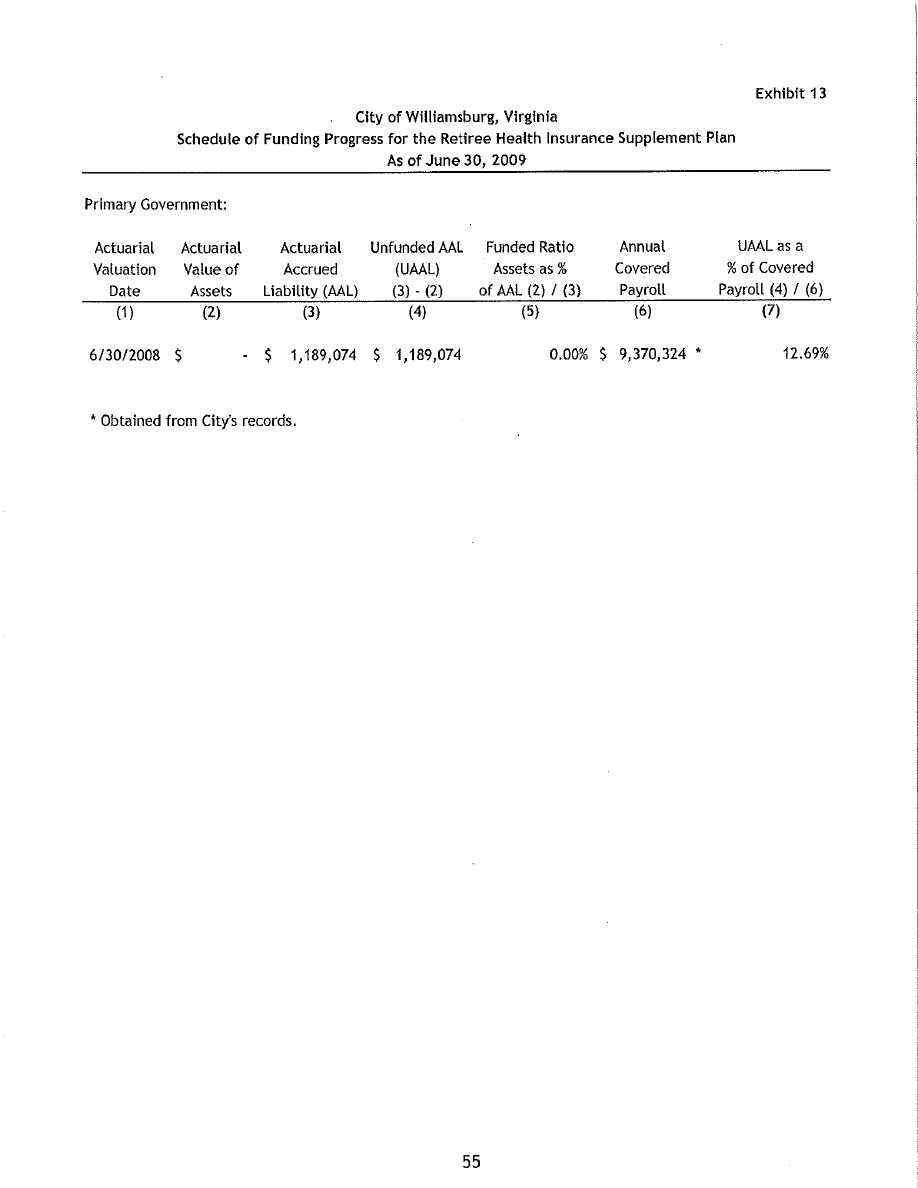 Exhibit 13
City of Williamsburg, Virginia
Schedule of Funding Progress for the Retiree Health Insurance Supplement Plan
As of June 30, 2009
Primary Government:
Actuarial Actuarial Actuarial Unfunded AAL Funded Ratio Annual UAAL as a
Valuation Value of Accrued (UAAL) Assets as % Covered % of Covered
Date Assets Liability (AAL) (3) - (2) of AAL (2) / (3) Payroll Payroll (4) / (6)
(1) (2) (3) (4) (5) (6) (7)
6/30/2008 $ - $ 1,189,074 $ 1,189,074 0.00% $ 9,370,324 * 12.69%
* Obtained from City's records.
55